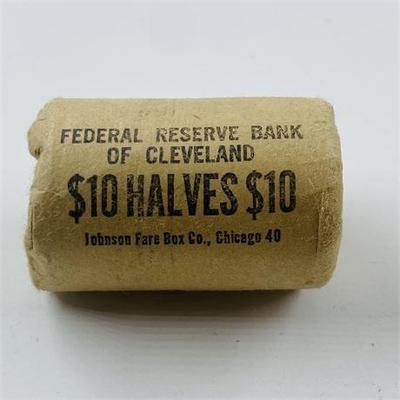 FEDERAL RESERVE BANK
OF CLEVELAND
$10 HALVES $10
Johnson Fare Box Co., Chicago 40